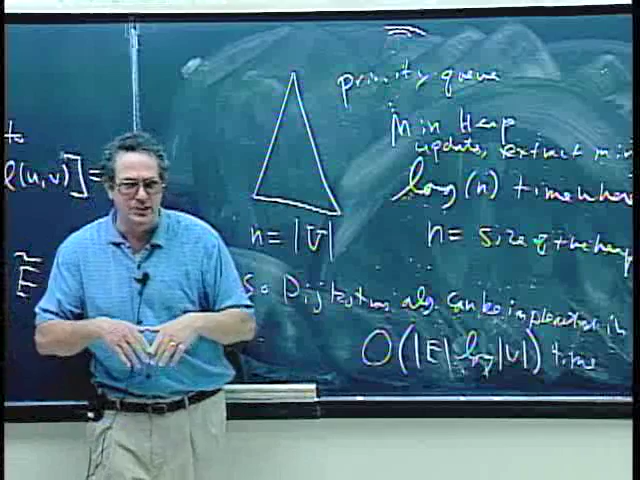 to
l(u,v)] =
Ẽ
priority queue
Min Heap
update, extract min
log(n) time where
n = |V|
n = size of the heap
So Dijkstra's alg. can be implemented in
O(|E| log |V|) time